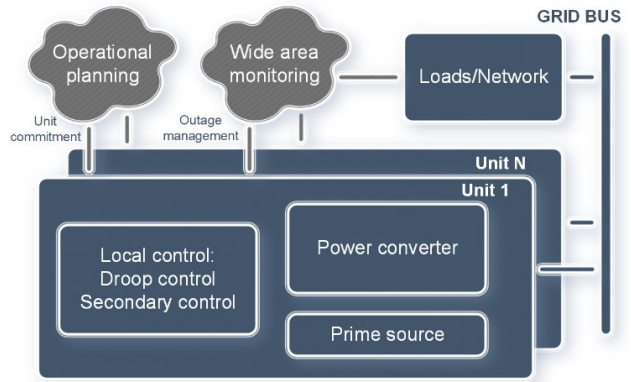 GRID BUS
Operational
planning
Wide area
monitoring
Loads/Network
Unit
commitment
Outage
management
Unit N
Unit 1
Local control:
Droop control
Secondary control
Power converter
Prime source